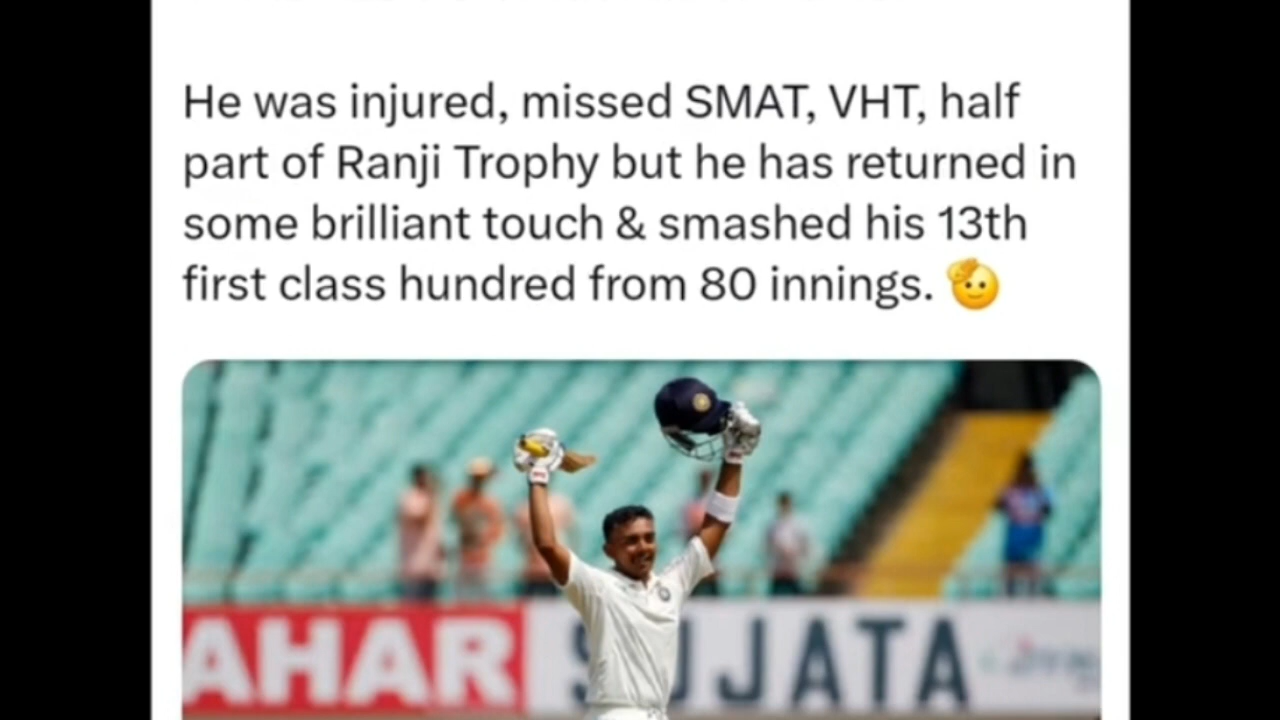 He was injured, missed SMAT, VHT, half
part of Ranji Trophy but he has returned in
some brilliant touch & smashed his 13th
first class hundred from 80 innings. 🫡
AHAR SUJATA